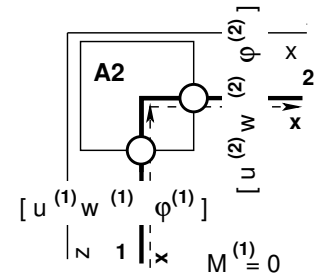 A2
x
2
x
[ u⁽²⁾ w⁽²⁾ φ⁽²⁾ ]
[ u⁽¹⁾ w⁽¹⁾ φ⁽¹⁾ ]
z
1
x
M⁽¹⁾ = 0